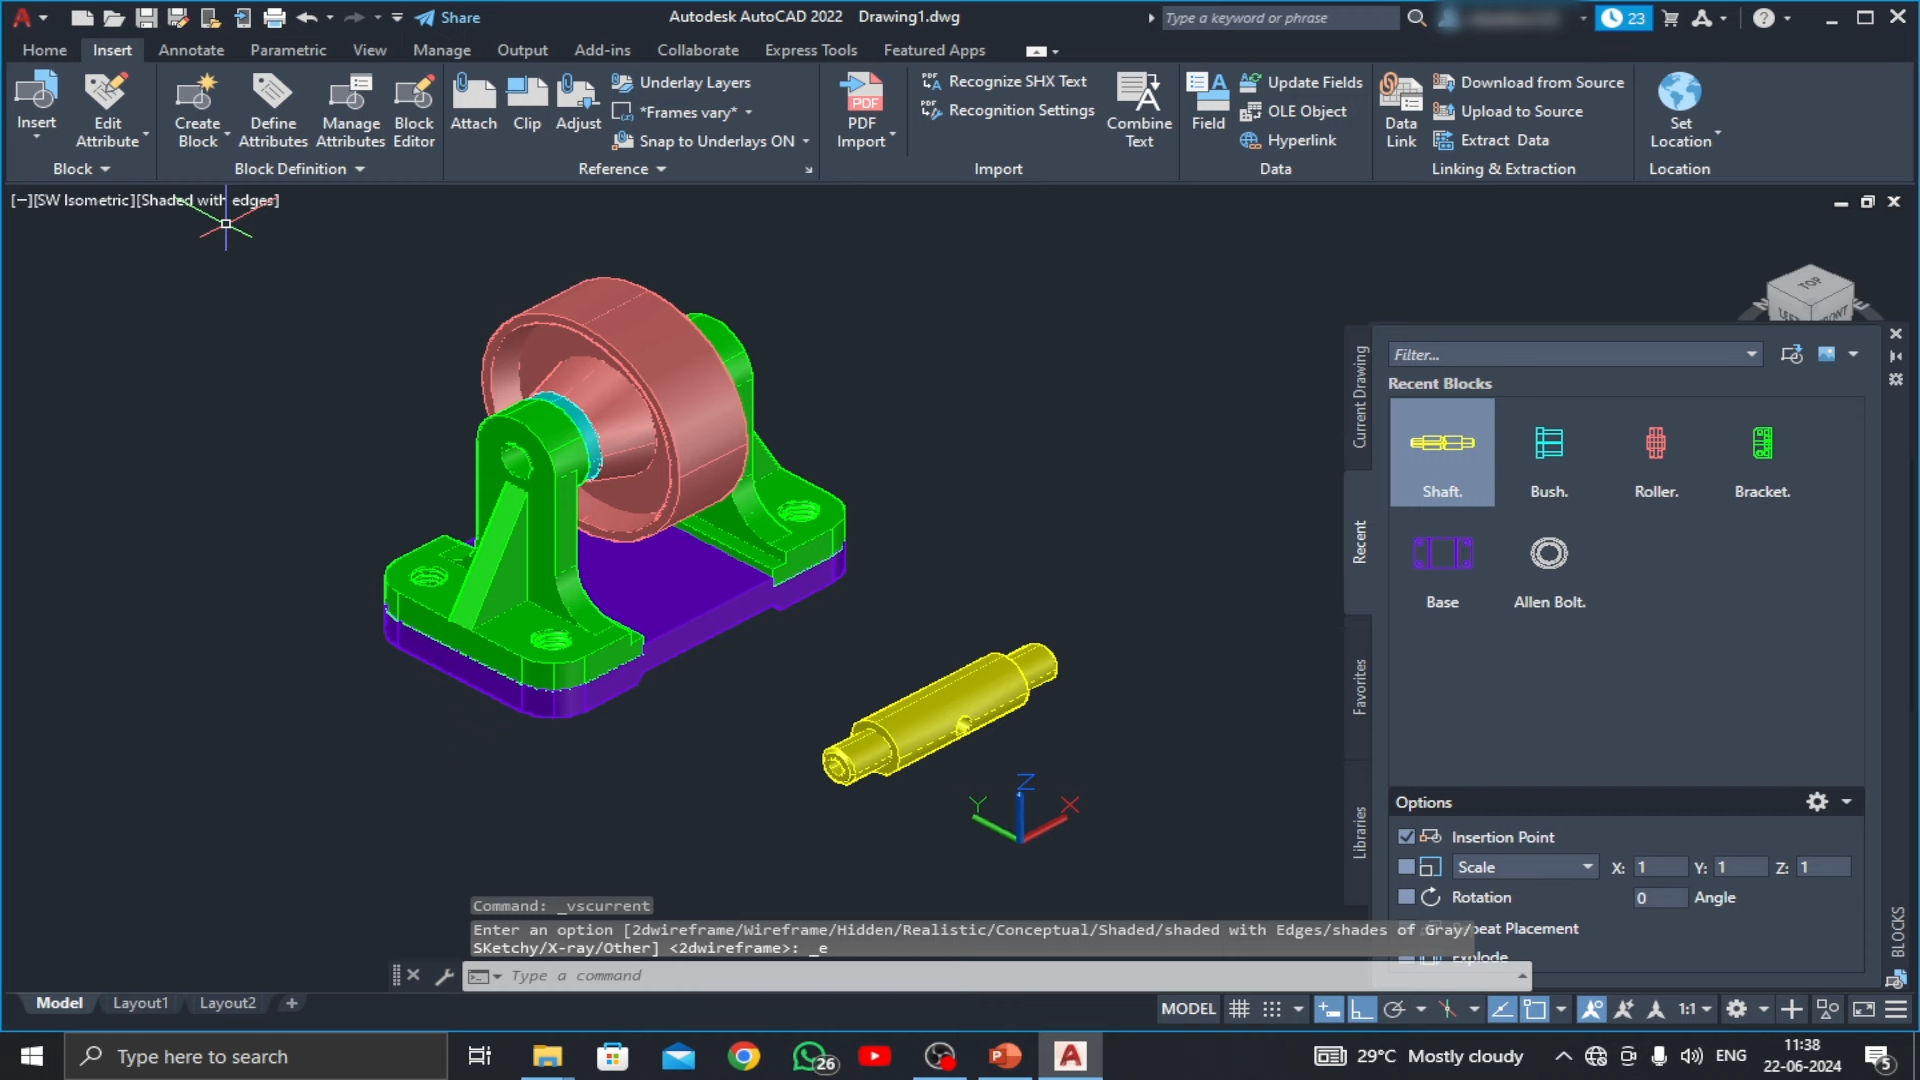 Share
Autodesk AutoCAD 2022 Drawing1.dwg
Type a keyword or phrase
23
Home Insert Annotate Parametric View Manage Output Add-ins Collaborate Express Tools Featured Apps
Insert
Edit Attribute
Block
Create Block
Define Attributes
Manage Attributes
Block Editor
Block Definition
Attach
Clip
Adjust
Underlay Layers
*Frames vary*
Snap to Underlays ON
Reference
PDF Import
Recognize SHX Text
Recognition Settings
Combine Text
Import
Field
Update Fields
OLE Object
Hyperlink
Data
Data Link
Download from Source
Upload to Source
Extract Data
Linking & Extraction
Set Location
Location
[−][SW Isometric][Shaded with edges]
TOP
LEFT
FRONT
Filter...
Recent Blocks
Shaft.
Bush.
Roller.
Bracket.
Base
Allen Bolt.
Current Drawing
Recent
Favorites
Libraries
Options
Insertion Point
Scale X: 1 Y: 1 Z: 1
Rotation 0 Angle
peat Placement
Explode
BLOCKS
Z
Y
X
Command: _vscurrent
Enter an option [2dwireframe/Wireframe/Hidden/Realistic/Conceptual/Shaded/shaded with Edges/shades of Gray/
SKetchy/X-ray/Other] <2dwireframe>: _e
Type a command
Model Layout1 Layout2 +
MODEL 1:1
Type here to search
26
29°C Mostly cloudy
ENG
11:38
22-06-2024
5